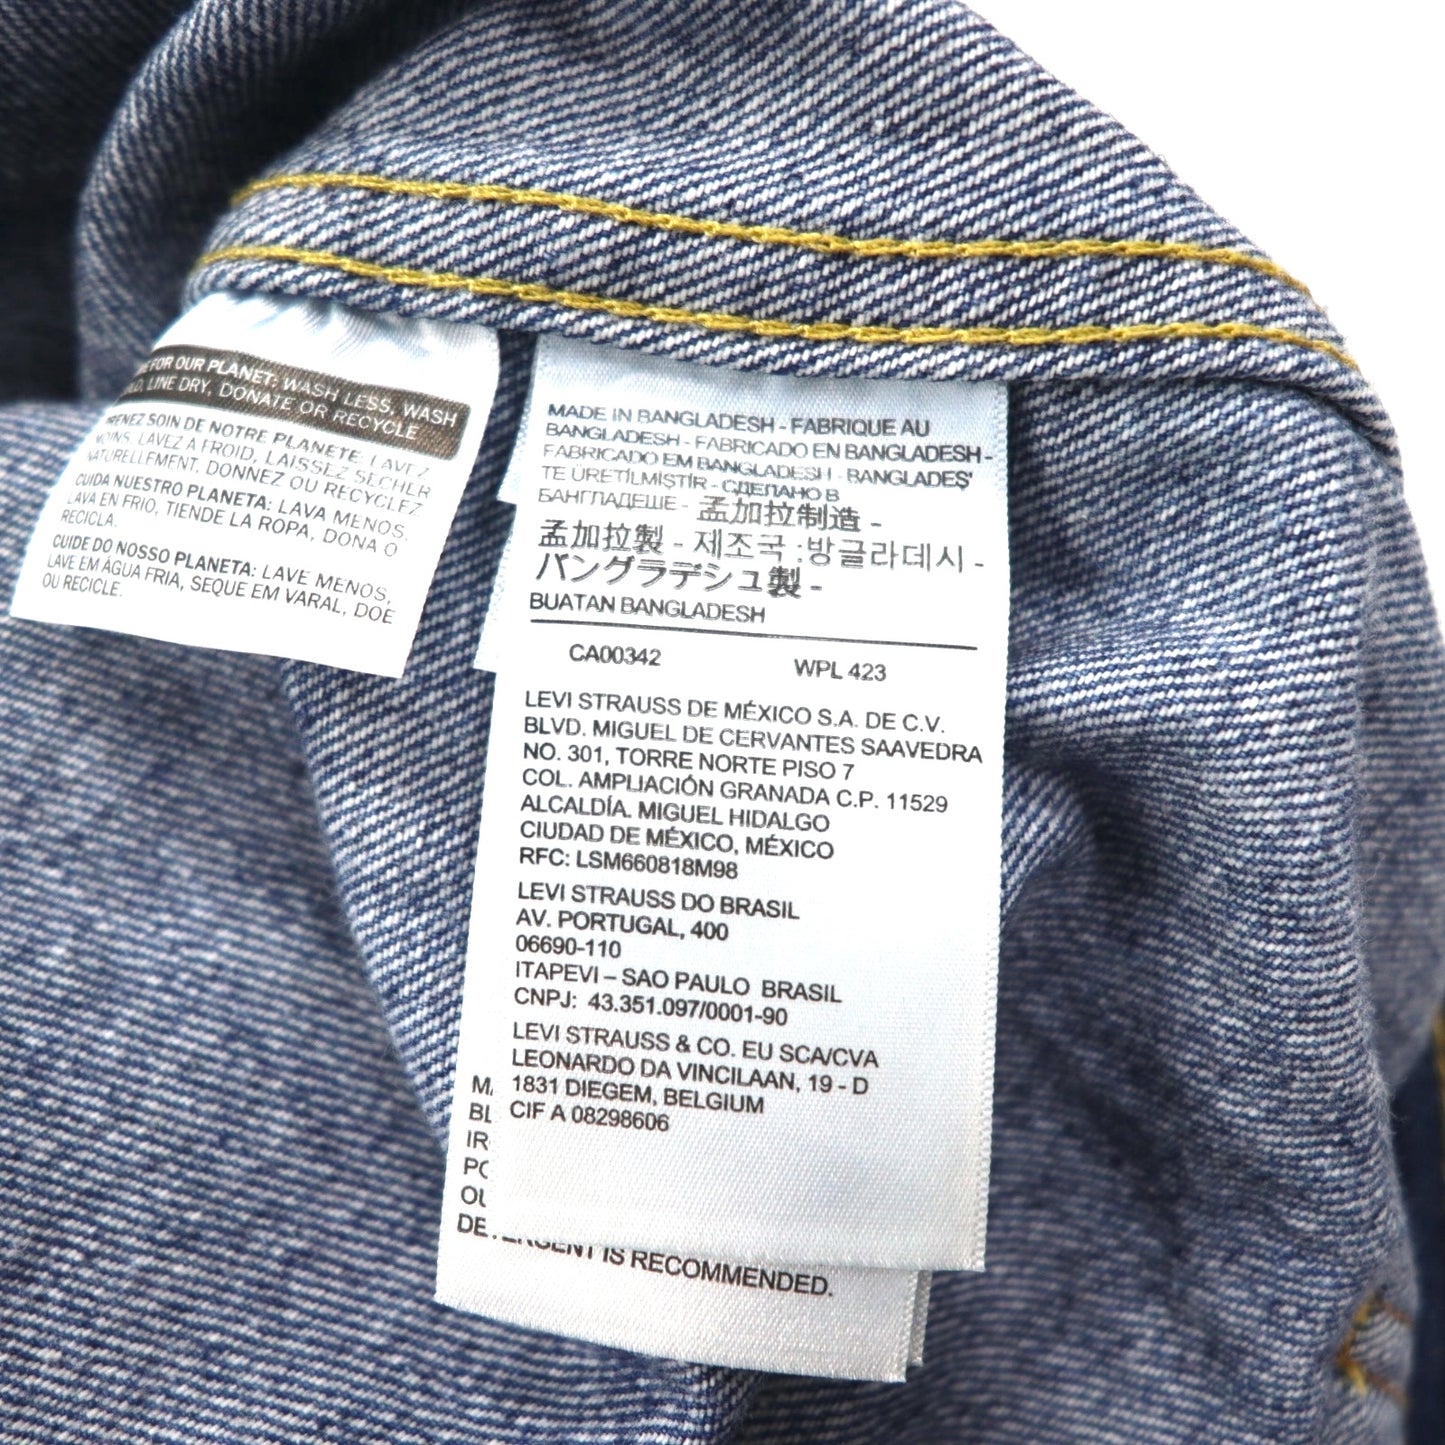 FOR OUR PLANET: WASH LESS, WASH
LINE DRY, DONATE OR RECYCLE
PRENEZ SOIN DE NOTRE PLANÈTE: LAVEZ
MOINS, LAVEZ À FROID, LAISSEZ SÉCHER
NATURELLEMENT, DONNEZ OU RECYCLEZ
CUIDA NUESTRO PLANETA: LAVA MENOS,
LAVA EN FRIO, TIENDE LA ROPA, DONA O
RECICLA.
CUIDE DO NOSSO PLANETA: LAVE MENOS,
LAVE EM ÁGUA FRIA, SEQUE EM VARAL, DOE
OU RECICLE.
MADE IN BANGLADESH - FABRIQUE AU
BANGLADESH - FABRICADO EN BANGLADESH -
FABRICADO EM BANGLADESH - BANGLADEŞ'
TE ÜRETİLMİŞTİR - СДЕЛАНО В
БАНГЛАДЕШЕ - 孟加拉制造 -
孟加拉製 - 제조국 :방글라데시 -
バングラデシュ製 -
BUATAN BANGLADESH
CA00342 WPL 423
LEVI STRAUSS DE MÉXICO S.A. DE C.V.
BLVD. MIGUEL DE CERVANTES SAAVEDRA
NO. 301, TORRE NORTE PISO 7
COL. AMPLIACIÓN GRANADA C.P. 11529
ALCALDÍA. MIGUEL HIDALGO
CIUDAD DE MÉXICO, MÉXICO
RFC: LSM660818M98
LEVI STRAUSS DO BRASIL
AV. PORTUGAL, 400
06690-110
ITAPEVI – SAO PAULO BRASIL
CNPJ: 43.351.097/0001-90
LEVI STRAUSS & CO. EU SCA/CVA
LEONARDO DA VINCILAAN, 19 - D
1831 DIEGEM, BELGIUM
CIF A 08298606
DETERGENT IS RECOMMENDED.